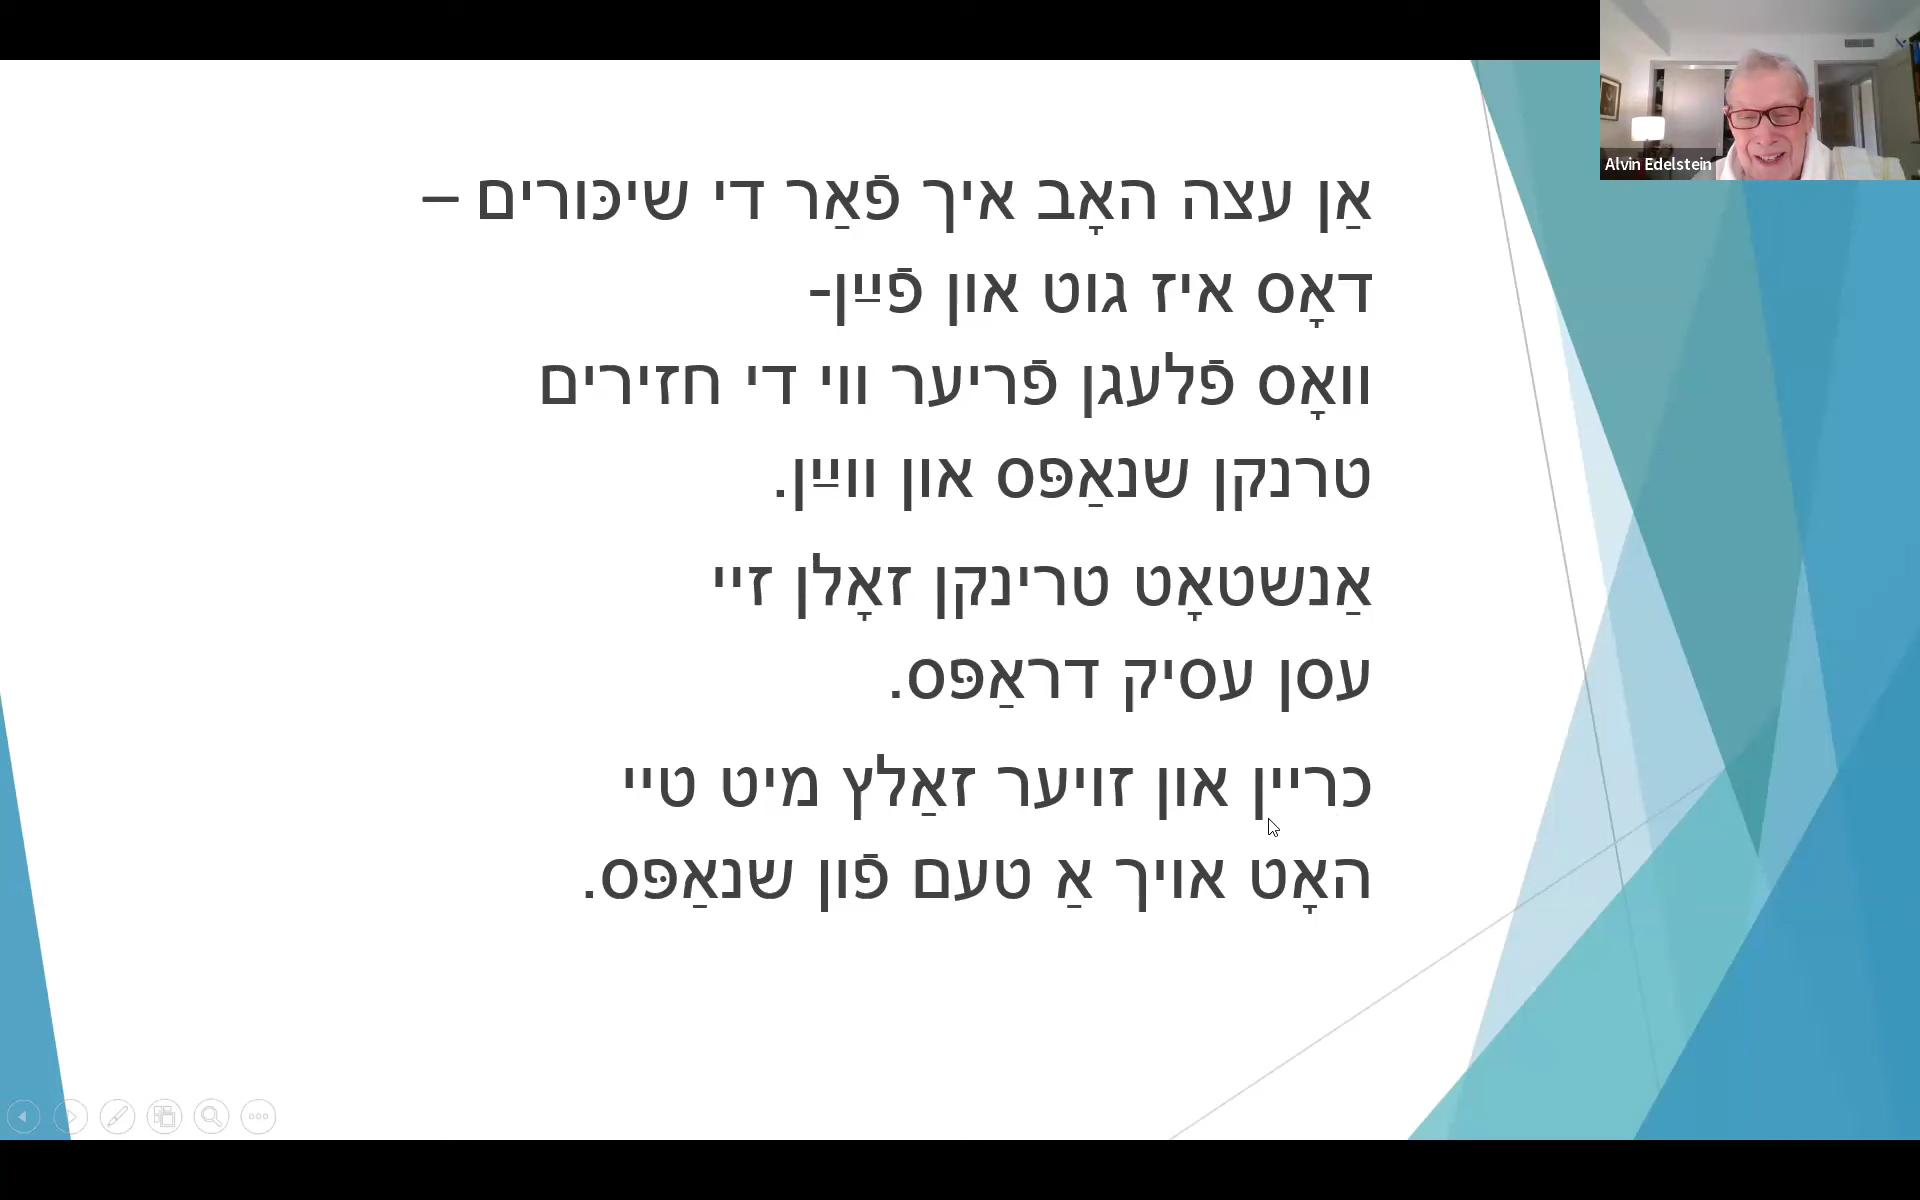 אַן עצה האָב איך פֿאַר די שיכּורים –
דאָס איז גוט און פֿײַן-
וואָס פֿלעגן פֿריער ווי די חזירים
טרנקן שנאַפּס און ווײַן.
אַנשטאָט טרינקן זאָלן זיי
עסן עסיק דראַפּס.
כריין און זויער זאַלץ מיט טיי
האָט אויך אַ טעם פֿון שנאַפּס.
Alvin Edelstein